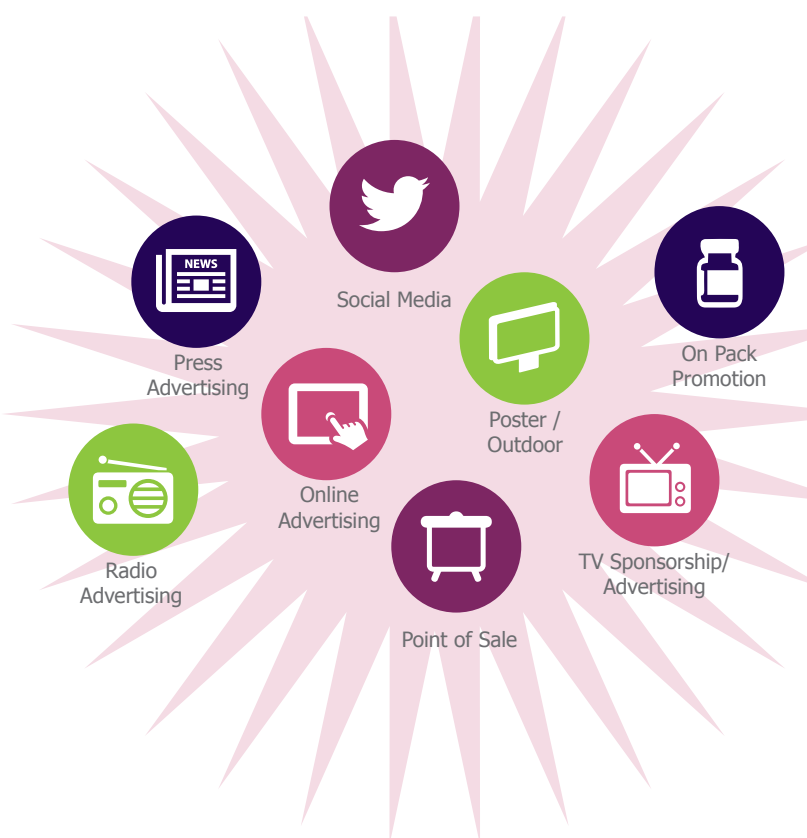 Social Media
NEWS
Press
Advertising
On Pack
Promotion
Poster /
Outdoor
Online
Advertising
TV Sponsorship/
Advertising
Radio
Advertising
Point of Sale